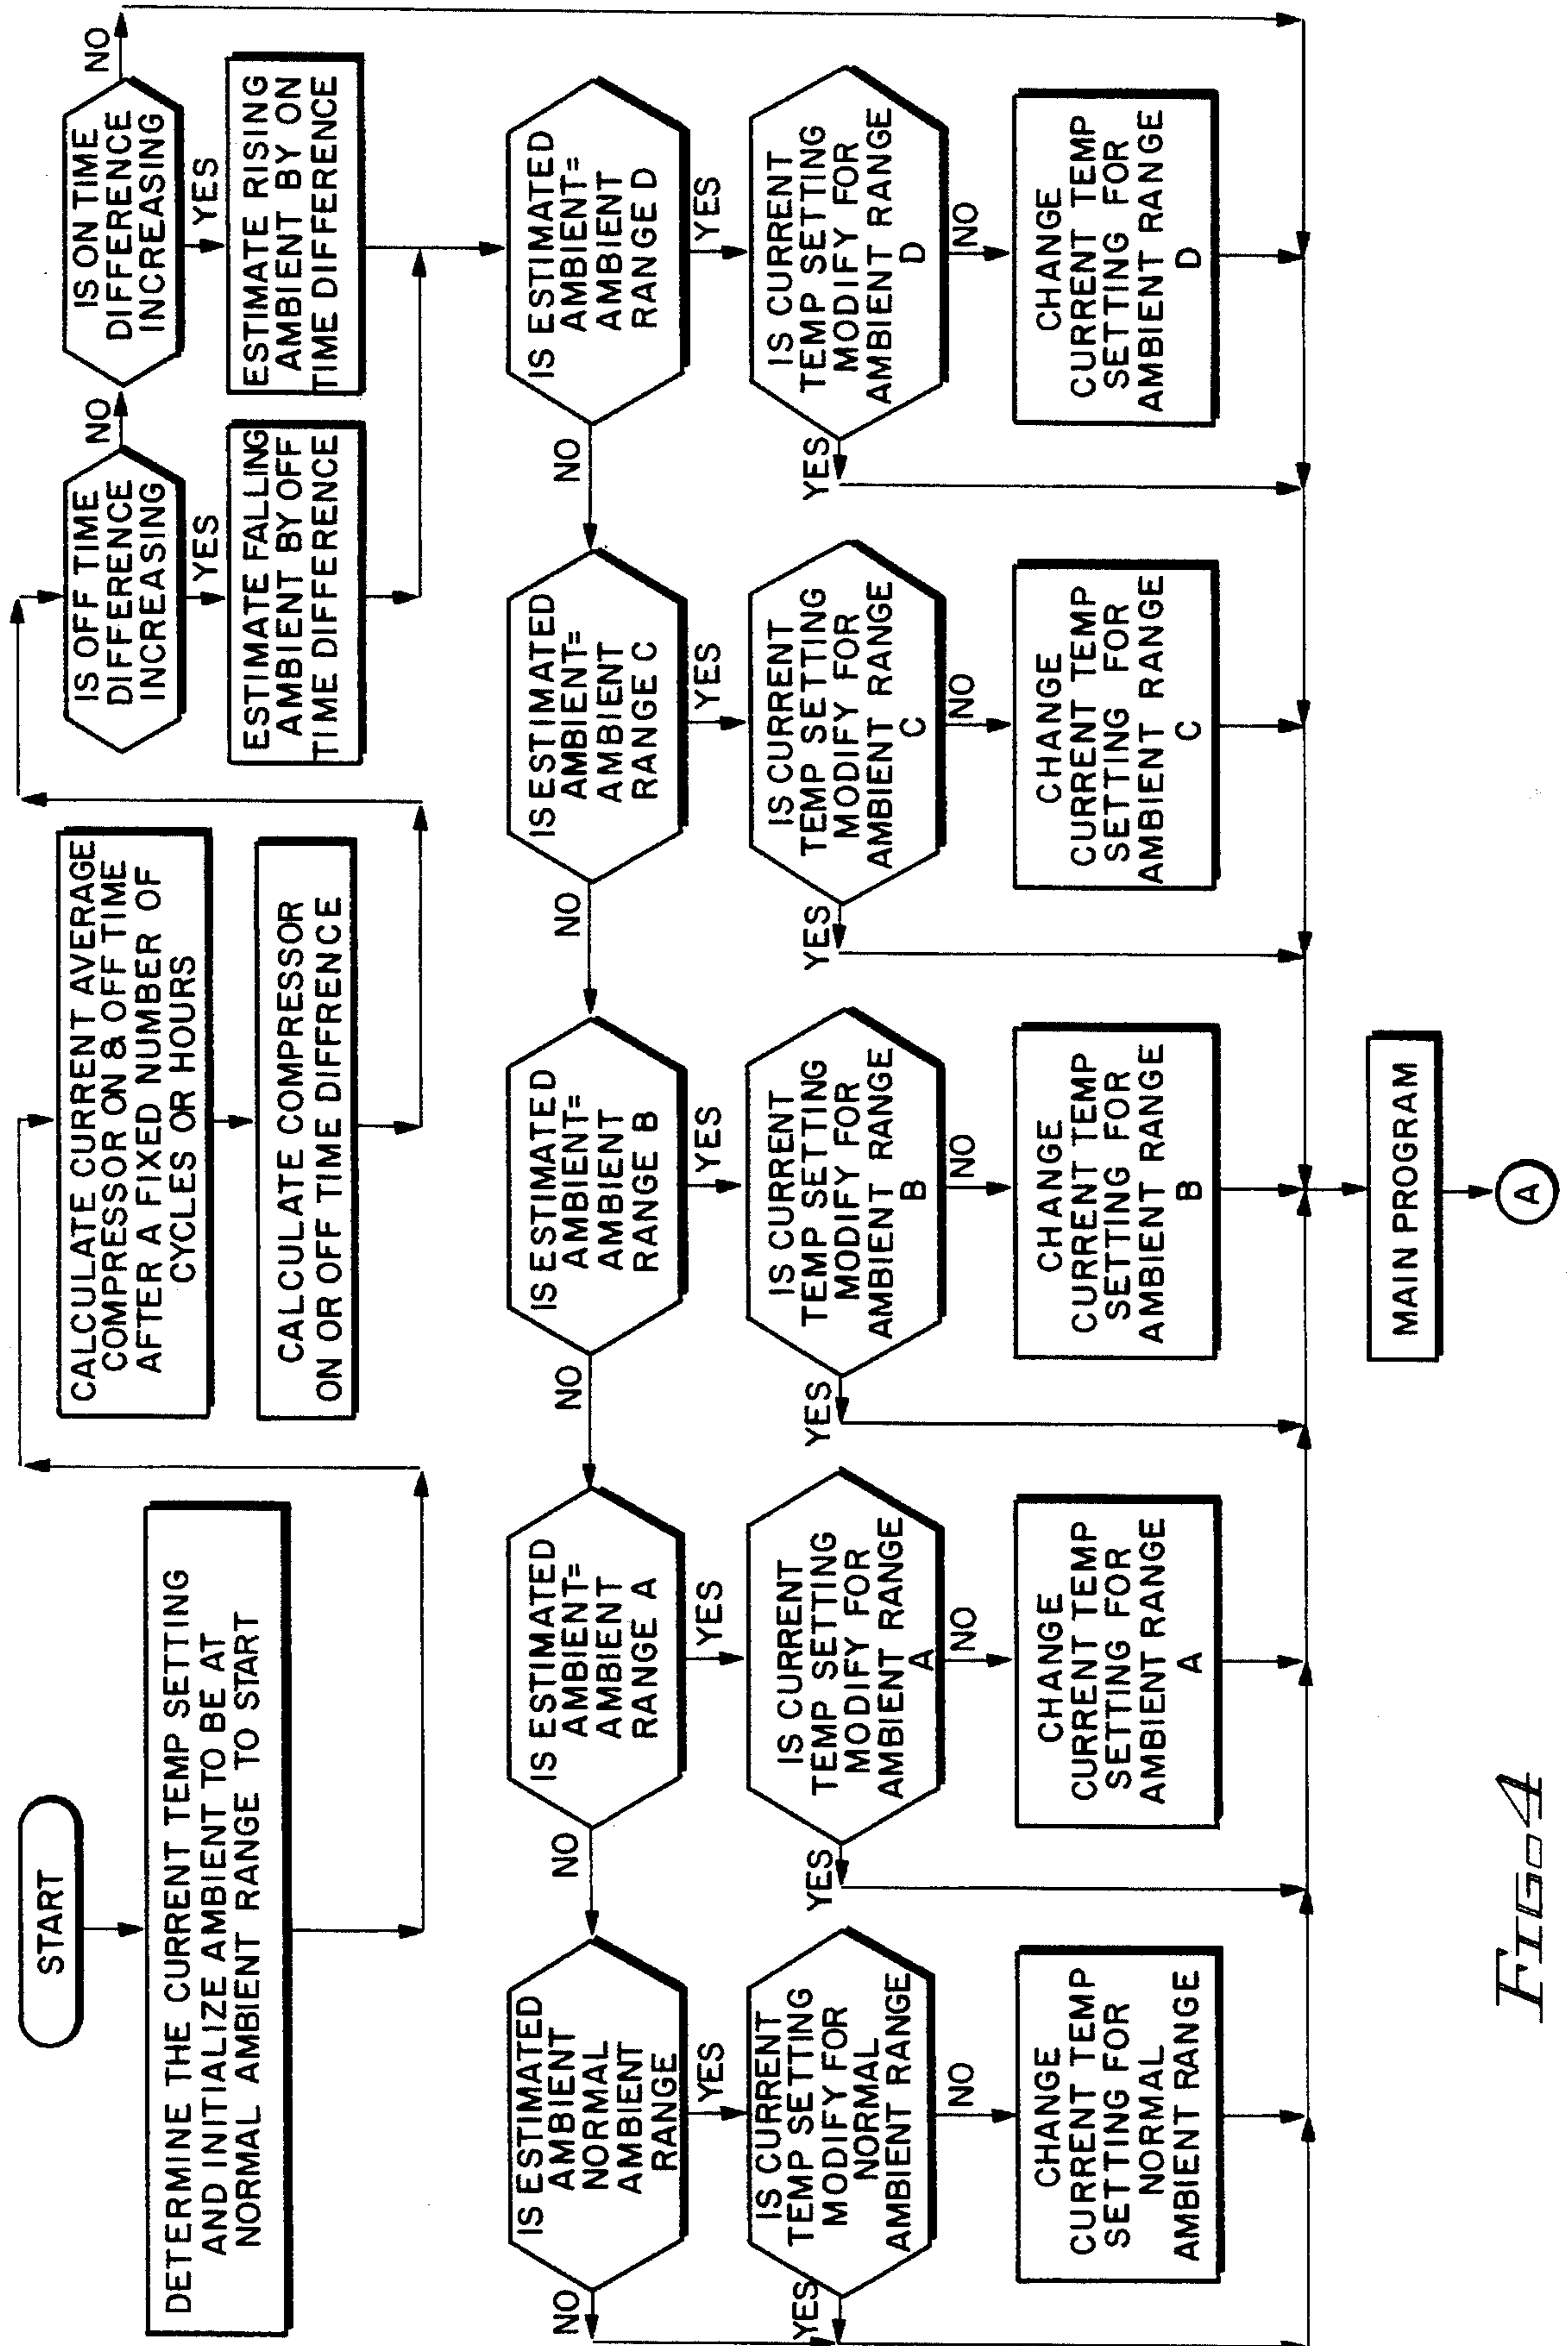 START
DETERMINE THE CURRENT TEMP SETTING
AND INITIALIZE AMBIENT TO BE AT
NORMAL AMBIENT RANGE TO START
CALCULATE CURRENT AVERAGE
COMPRESSOR ON & OFF TIME
AFTER A FIXED NUMBER OF
CYCLES OR HOURS
CALCULATE COMPRESSOR
ON OR OFF TIME DIFFRENCE
IS OFF TIME
DIFFERENCE
INCREASING
NO
YES
ESTIMATE FALLING
AMBIENT BY OFF
TIME DIFFERENCE
IS ON TIME
DIFFERENCE
INCREASING
NO
YES
ESTIMATE RISING
AMBIENT BY ON
TIME DIFFERENCE
IS ESTIMATED
AMBIENT
NORMAL
AMBIENT
RANGE
NO
YES
IS ESTIMATED
AMBIENT=
AMBIENT
RANGE A
NO
YES
IS ESTIMATED
AMBIENT=
AMBIENT
RANGE B
NO
YES
IS ESTIMATED
AMBIENT=
AMBIENT
RANGE C
NO
YES
IS ESTIMATED
AMBIENT=
AMBIENT
RANGE D
NO
YES
IS CURRENT
TEMP SETTING
MODIFY FOR
NORMAL
AMBIENT RANGE
YES
NO
IS CURRENT
TEMP SETTING
MODIFY FOR
AMBIENT RANGE
A
YES
NO
IS CURRENT
TEMP SETTING
MODIFY FOR
AMBIENT RANGE
B
YES
NO
IS CURRENT
TEMP SETTING
MODIFY FOR
AMBIENT RANGE
C
YES
NO
IS CURRENT
TEMP SETTING
MODIFY FOR
AMBIENT RANGE
D
YES
NO
CHANGE
CURRENT TEMP
SETTING FOR
NORMAL
AMBIENT RANGE
CHANGE
CURRENT TEMP
SETTING FOR
AMBIENT RANGE
A
CHANGE
CURRENT TEMP
SETTING FOR
AMBIENT RANGE
B
CHANGE
CURRENT TEMP
SETTING FOR
AMBIENT RANGE
C
CHANGE
CURRENT TEMP
SETTING FOR
AMBIENT RANGE
D
MAIN PROGRAM
A
FIG-4